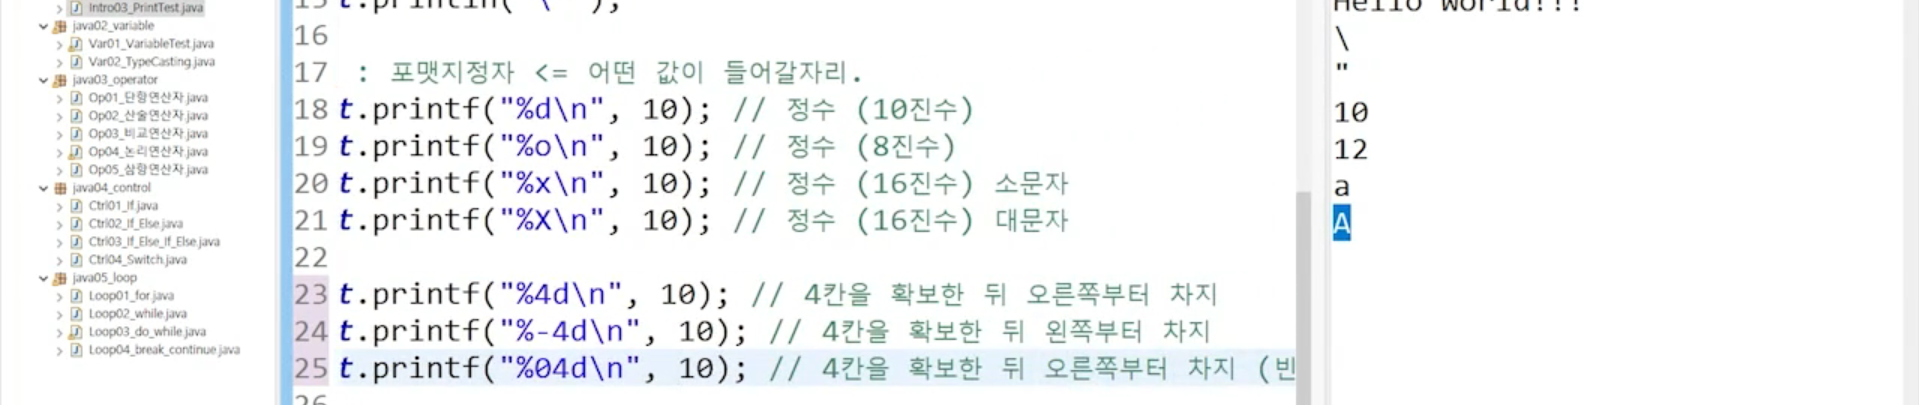 Intro03_PrintTest.java
java02_variable
Var01_VariableTest.java
Var02_TypeCasting.java
java03_operator
Op01_단항연산자.java
Op02_산술연산자.java
Op03_비교연산자.java
Op04_논리연산자.java
Op05_삼항연산자.java
java04_control
Ctrl01_If.java
Ctrl02_If_Else.java
Ctrl03_If_Else_If_Else.java
Ctrl04_Switch.java
java05_loop
Loop01_for.java
Loop02_while.java
Loop03_do_while.java
Loop04_break_continue.java
16
17 : 포맷지정자 <= 어떤 값이 들어갈자리.
18 t.printf("%d\n", 10); // 정수 (10진수)
19 t.printf("%o\n", 10); // 정수 (8진수)
20 t.printf("%x\n", 10); // 정수 (16진수) 소문자
21 t.printf("%X\n", 10); // 정수 (16진수) 대문자
22
23 t.printf("%4d\n", 10); // 4칸을 확보한 뒤 오른쪽부터 차지
24 t.printf("%-4d\n", 10); // 4칸을 확보한 뒤 왼쪽부터 차지
25 t.printf("%04d\n", 10); // 4칸을 확보한 뒤 오른쪽부터 차지 (빈
Hello World!!!
\
"
10
12
a
A